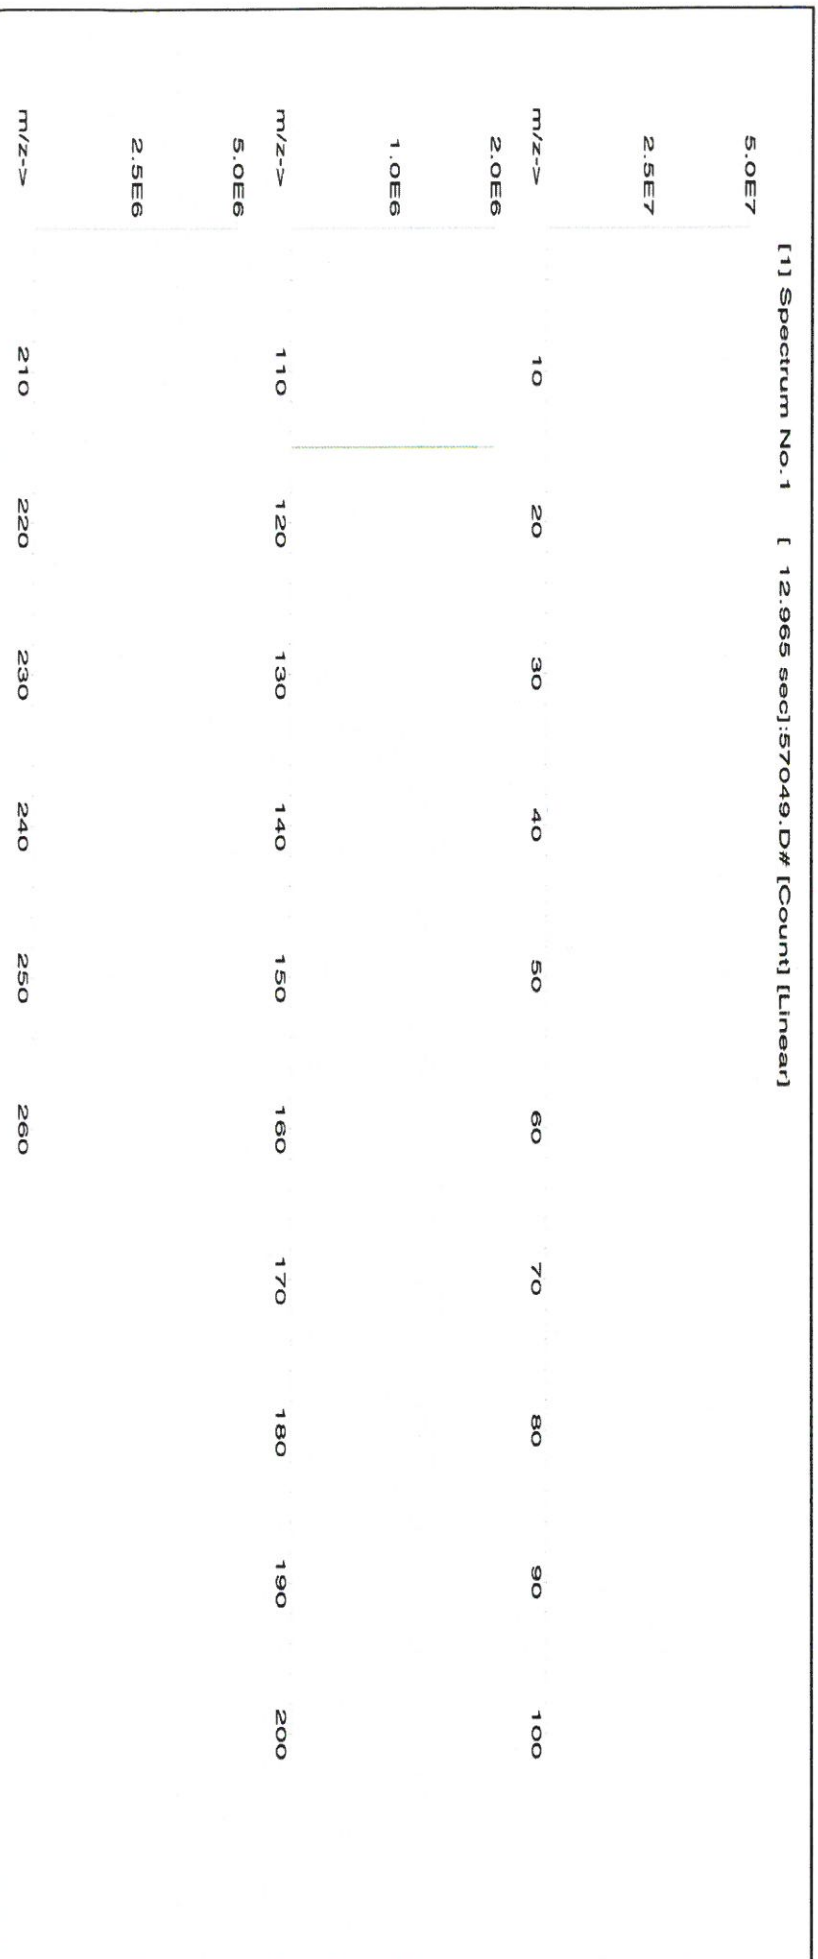 [1] Spectrum No.1 [ 12.965 sec]:57049.D# [Count] [Linear]
5.0E7
2.5E7
m/z-> 10 20 30 40 50 60 70 80 90 100
2.0E6
1.0E6
m/z-> 110 120 130 140 150 160 170 180 190 200
5.0E6
2.5E6
m/z-> 210 220 230 240 250 260